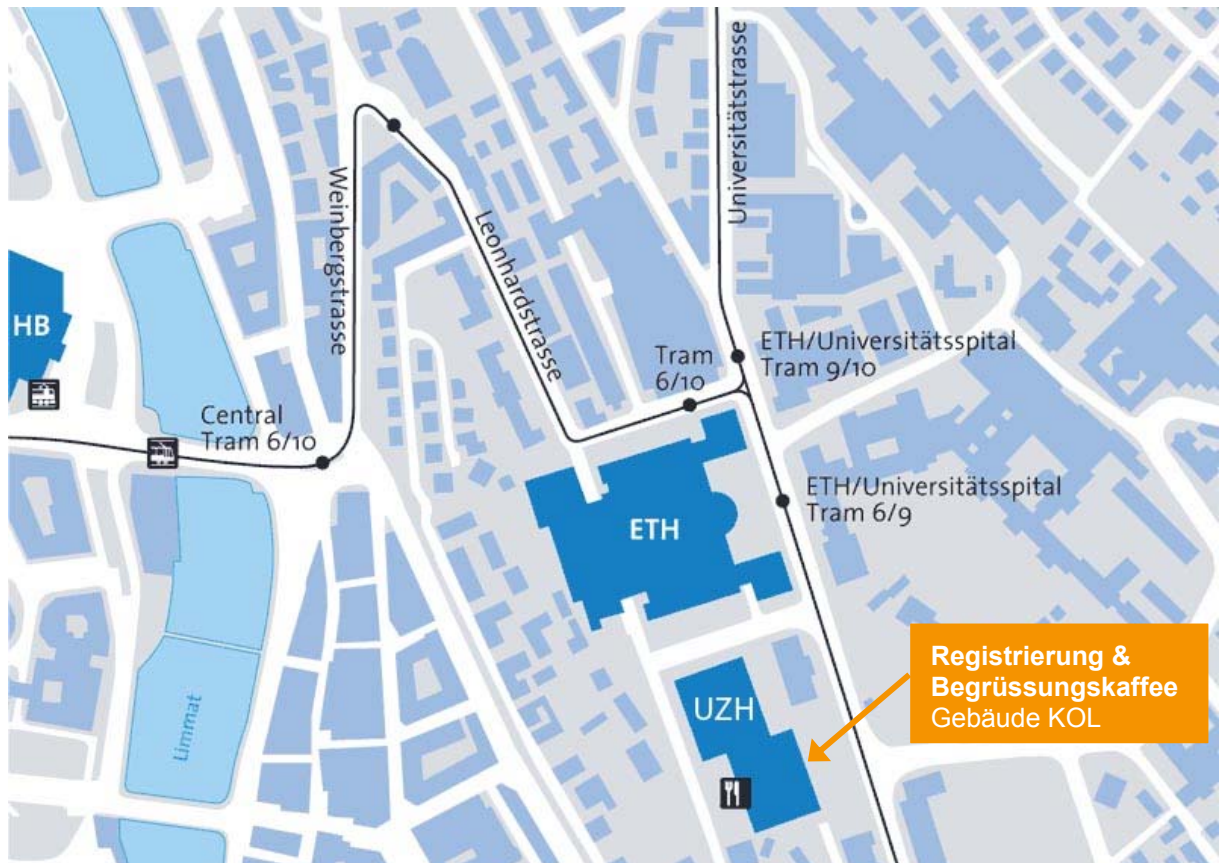 Universitätstrasse
Weinbergstrasse
Leonhardstrasse
HB
ETH/Universitätsspital
Tram 9/10
Tram
6/10
Central
Tram 6/10
ETH/Universitätsspital
Tram 6/9
ETH
Registrierung &
Begrüssungskaffee
Gebäude KOL
UZH
Limmat